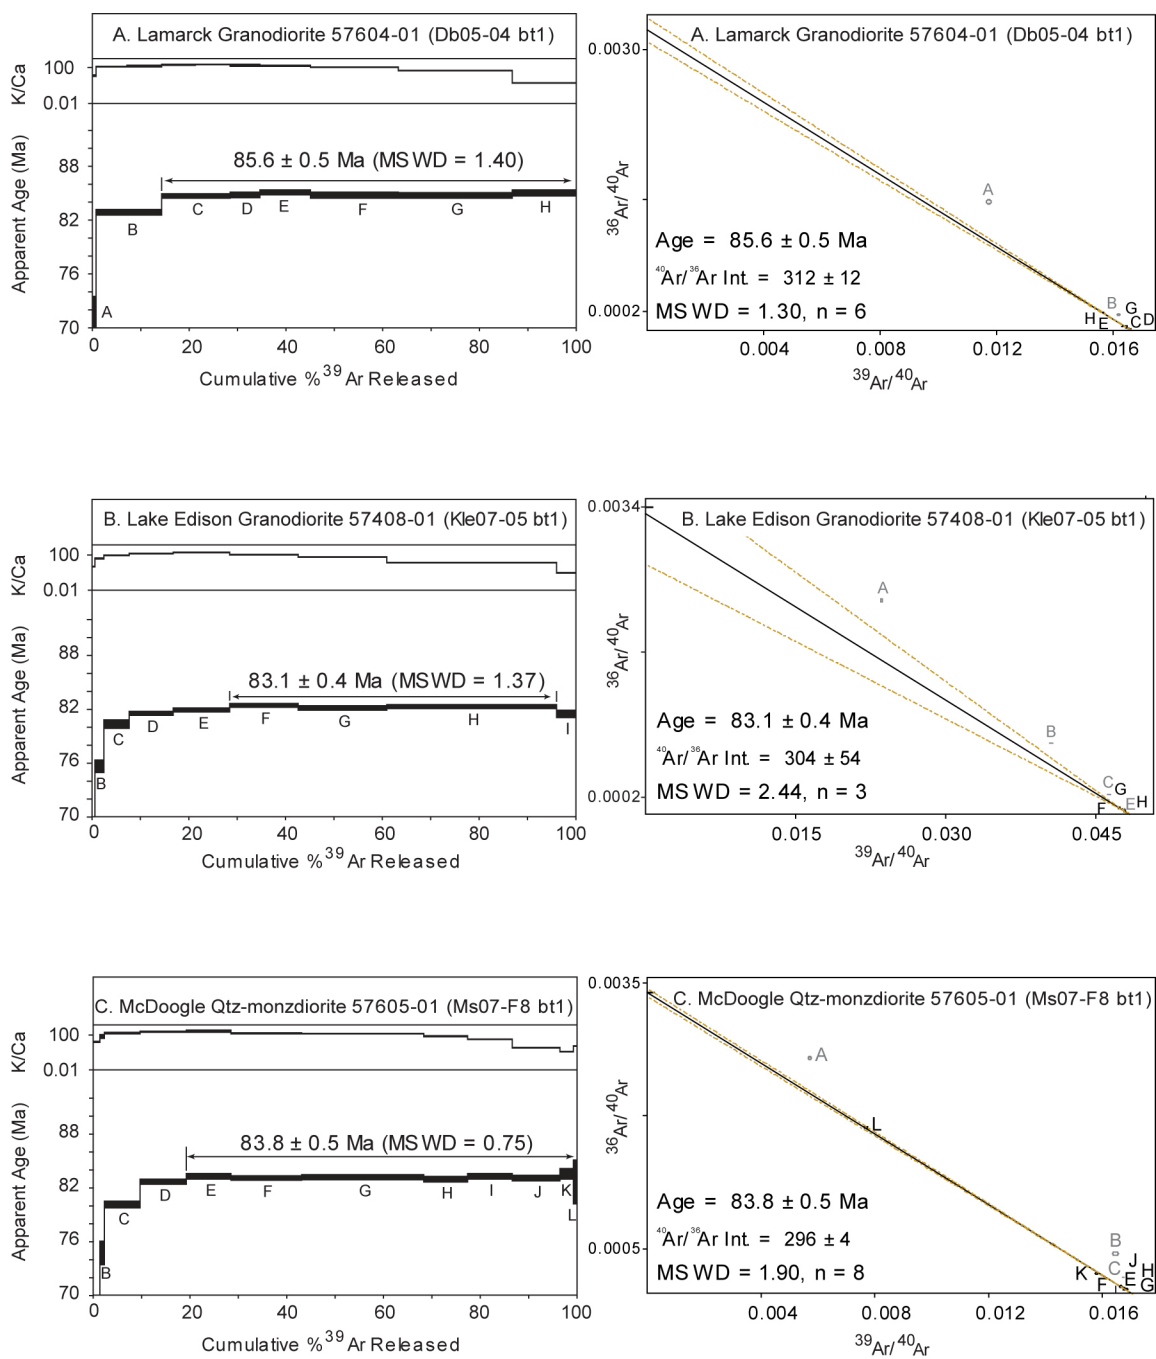 A. Lamarck Granodiorite 57604-01 (Db05-04 bt1)
K/Ca
100
0.01
Apparent Age (Ma)
88
82
76
70
85.6 ± 0.5 Ma (MSWD = 1.40)
A
B
C
D
E
F
G
H
0 20 40 60 80 100
Cumulative % 39Ar Released
A. Lamarck Granodiorite 57604-01 (Db05-04 bt1)
0.0030
36Ar/40Ar
A
Age = 85.6 ± 0.5 Ma
40Ar/36Ar Int. = 312 ± 12
MSWD = 1.30, n = 6
B
G
H E C D
0.0002
0.004 0.008 0.012 0.016
39Ar/40Ar
B. Lake Edison Granodiorite 57408-01 (Kle07-05 bt1)
K/Ca
100
0.01
Apparent Age (Ma)
88
82
76
70
83.1 ± 0.4 Ma (MSWD = 1.37)
B
C
D
E
F
G
H
I
0 20 40 60 80 100
Cumulative % 39Ar Released
0.0034
B. Lake Edison Granodiorite 57408-01 (Kle07-05 bt1)
36Ar/40Ar
A
Age = 83.1 ± 0.4 Ma
B
40Ar/36Ar Int. = 304 ± 54
MSWD = 2.44, n = 3
C G
F E H
0.0002
0.015 0.030 0.045
39Ar/40Ar
C. McDoogle Qtz-monzdiorite 57605-01 (Ms07-F8 bt1)
K/Ca
100
0.01
Apparent Age (Ma)
88
82
76
70
83.8 ± 0.5 Ma (MSWD = 0.75)
B
C
D
E
F
G
H
I
J
K
L
0 20 40 60 80 100
Cumulative % 39Ar Released
0.0035
C. McDoogle Qtz-monzdiorite 57605-01 (Ms07-F8 bt1)
36Ar/40Ar
A
L
Age = 83.8 ± 0.5 Ma
40Ar/36Ar Int. = 296 ± 4
MSWD = 1.90, n = 8
B
J
C
K E H
F G
0.0005
0.004 0.008 0.012 0.016
39Ar/40Ar